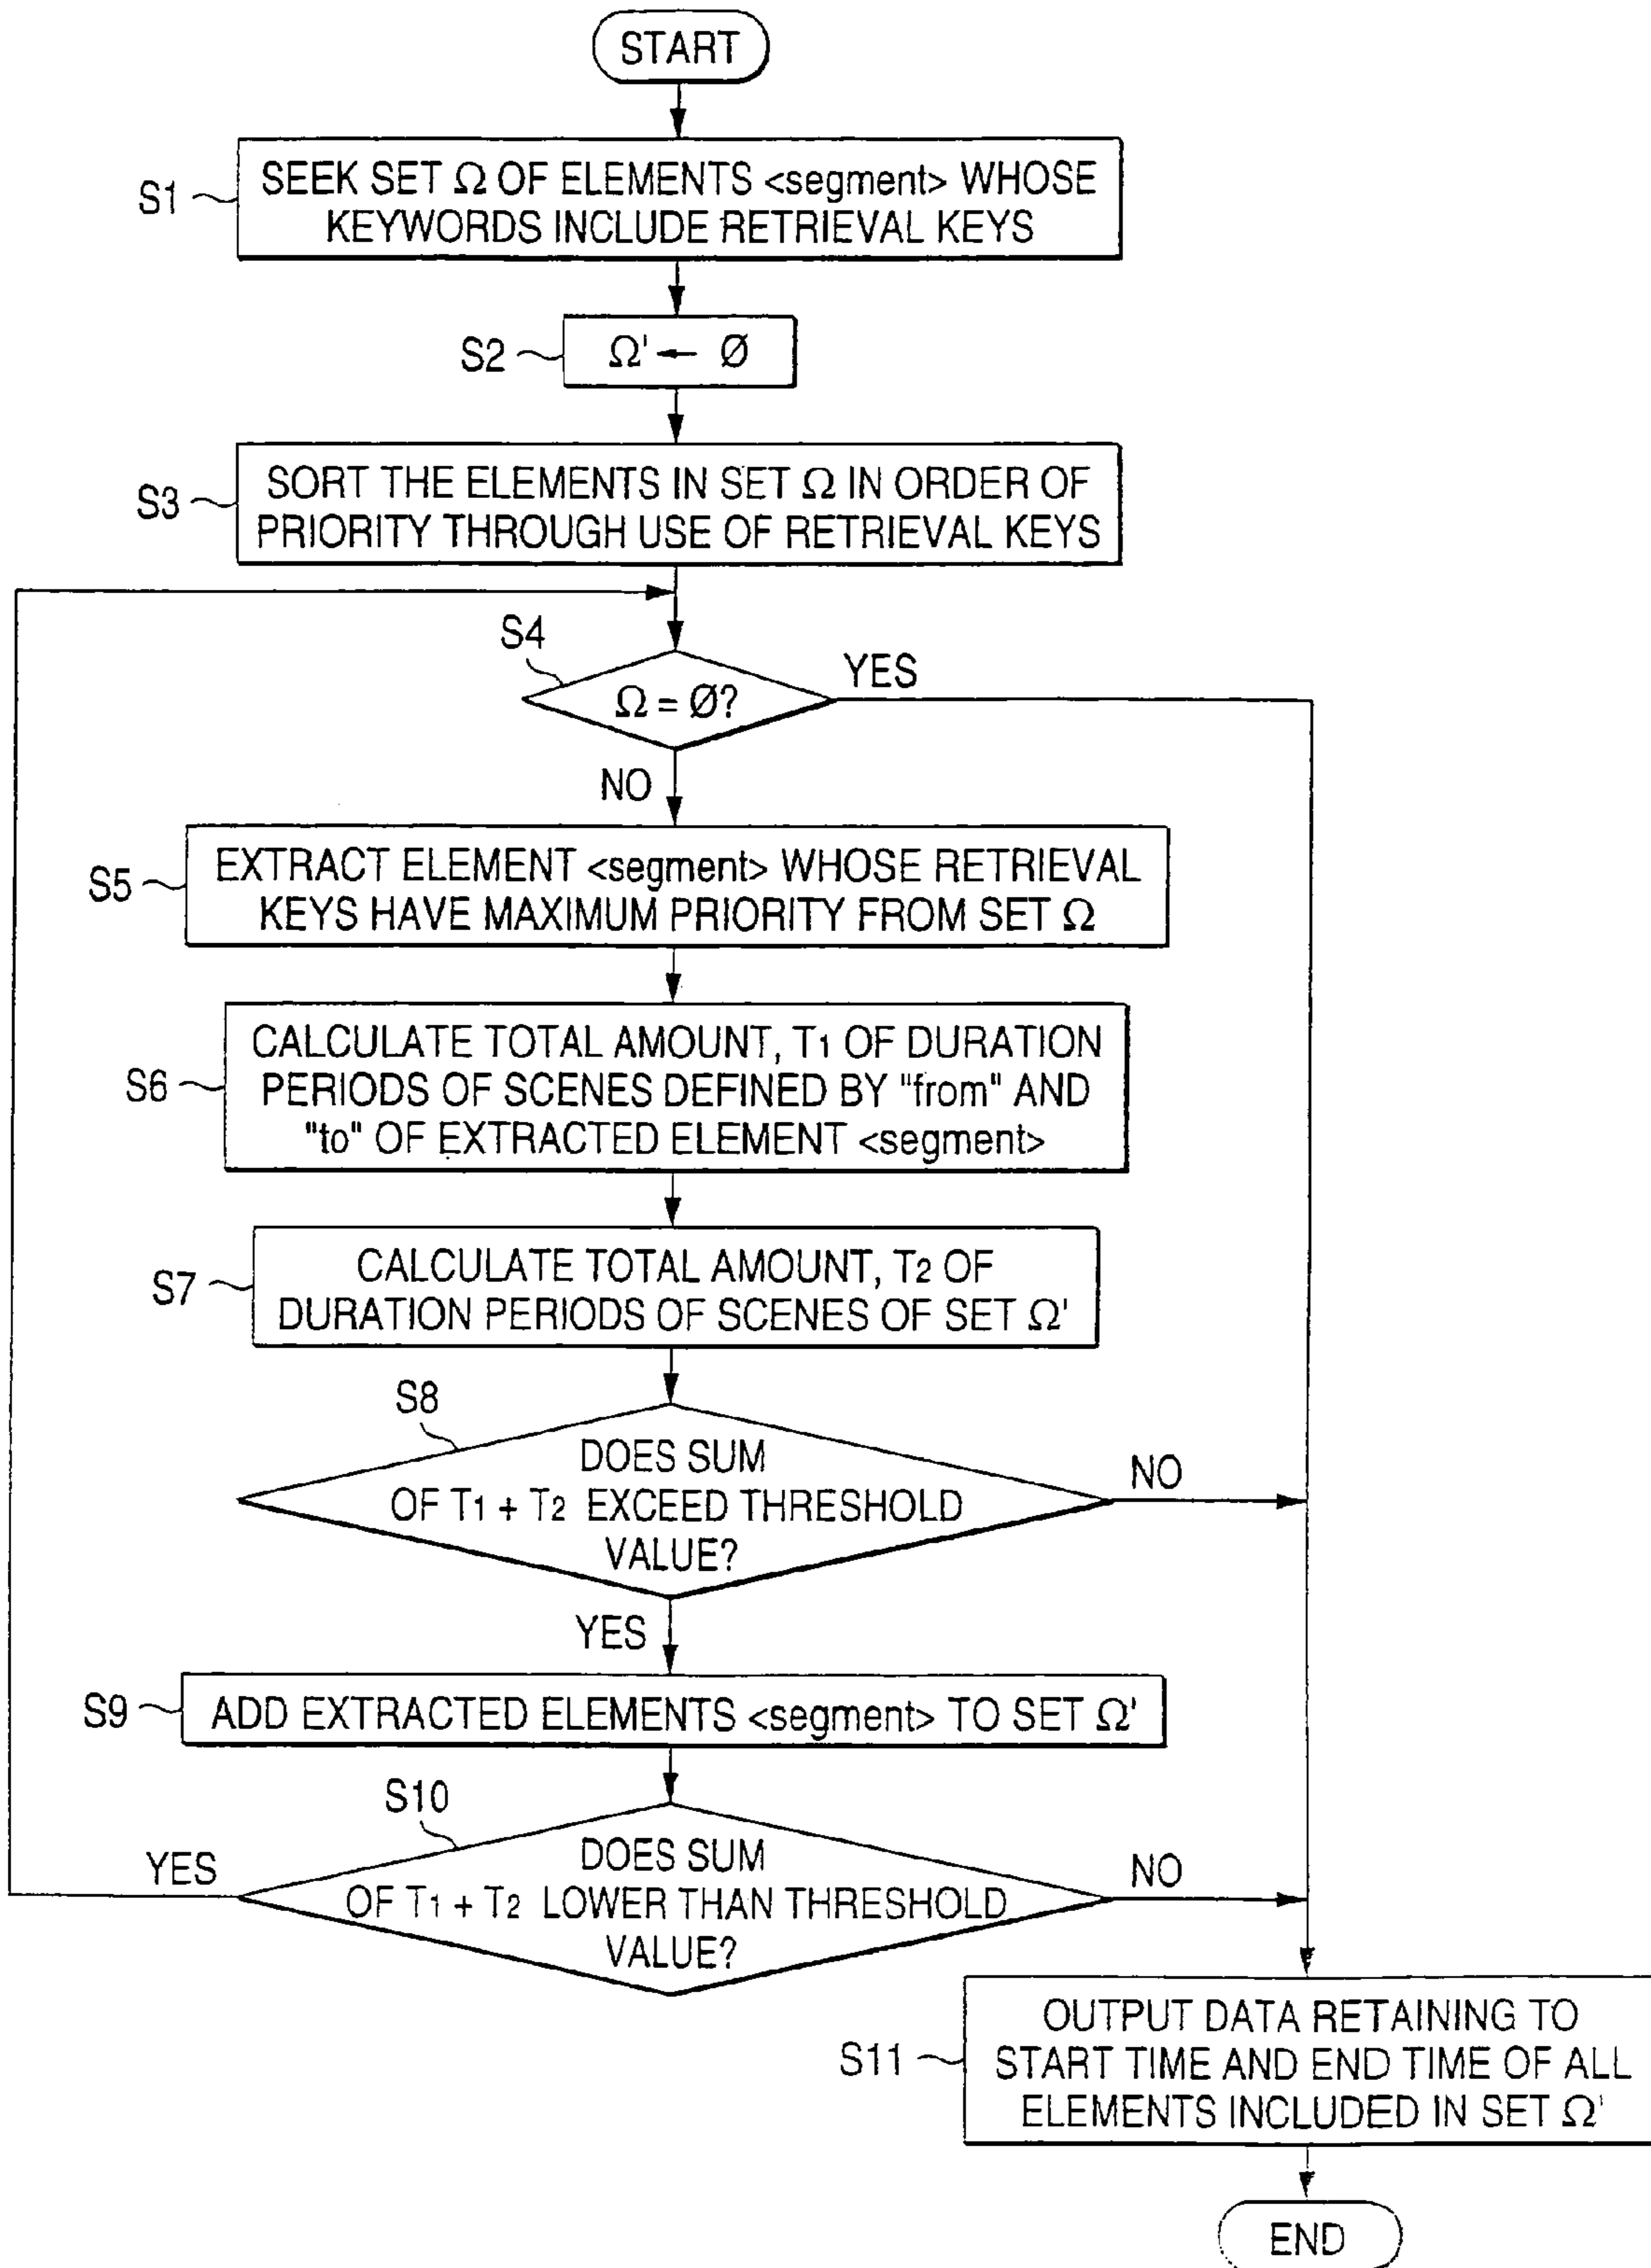 START
S1
SEEK SET Ω OF ELEMENTS <segment> WHOSE
KEYWORDS INCLUDE RETRIEVAL KEYS
S2
Ω' ← Ø
S3
SORT THE ELEMENTS IN SET Ω IN ORDER OF
PRIORITY THROUGH USE OF RETRIEVAL KEYS
S4
Ω = Ø?
YES
NO
S5
EXTRACT ELEMENT <segment> WHOSE RETRIEVAL
KEYS HAVE MAXIMUM PRIORITY FROM SET Ω
S6
CALCULATE TOTAL AMOUNT, T1 OF DURATION
PERIODS OF SCENES DEFINED BY "from" AND
"to" OF EXTRACTED ELEMENT <segment>
S7
CALCULATE TOTAL AMOUNT, T2 OF
DURATION PERIODS OF SCENES OF SET Ω'
S8
DOES SUM
OF T1 + T2 EXCEED THRESHOLD
VALUE?
NO
YES
S9
ADD EXTRACTED ELEMENTS <segment> TO SET Ω'
S10
DOES SUM
OF T1 + T2 LOWER THAN THRESHOLD
VALUE?
YES
NO
S11
OUTPUT DATA RETAINING TO
START TIME AND END TIME OF ALL
ELEMENTS INCLUDED IN SET Ω'
END